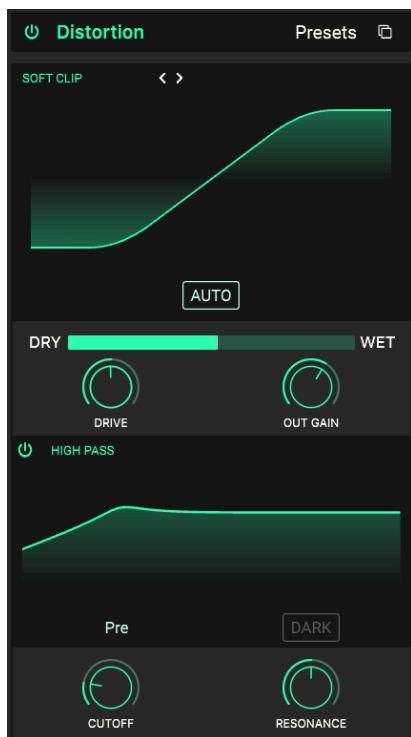 Distortion Presets
SOFT CLIP
AUTO
DRY WET
DRIVE OUT GAIN
HIGH PASS
Pre DARK
CUTOFF RESONANCE